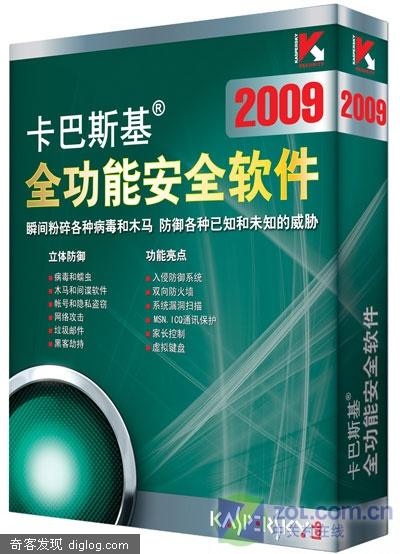 KASPERSKY
2009
2009
卡巴斯基®
全功能安全软件
瞬间粉碎各种病毒和木马 防御各种已知和未知的威胁
立体防御
病毒和蠕虫
木马和间谍软件
帐号和隐私盗窃
网络攻击
垃圾邮件
黑客劫持
功能亮点
入侵防御系统
双向防火墙
系统漏洞扫描
MSN.ICQ通讯保护
家长控制
虚拟键盘
卡巴斯基®
全功能安全软件
KASPERSKY
zol.com.cn
中关村在线
奇客发现 | diglog.com